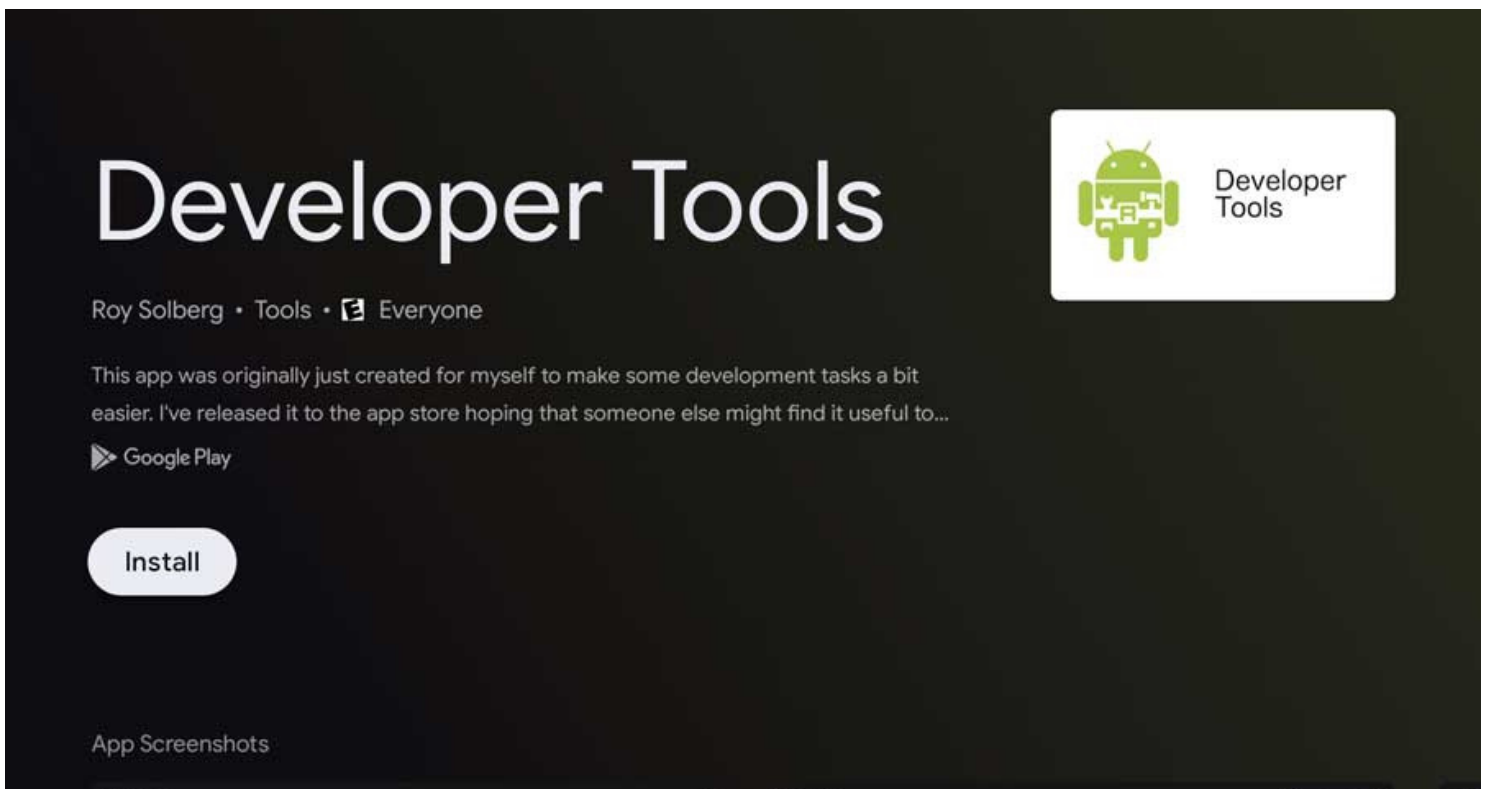 Developer Tools
Roy Solberg • Tools • E Everyone
This app was originally just created for myself to make some development tasks a bit
easier. I've released it to the app store hoping that someone else might find it useful to...
Google Play
Install
App Screenshots
Developer
Tools